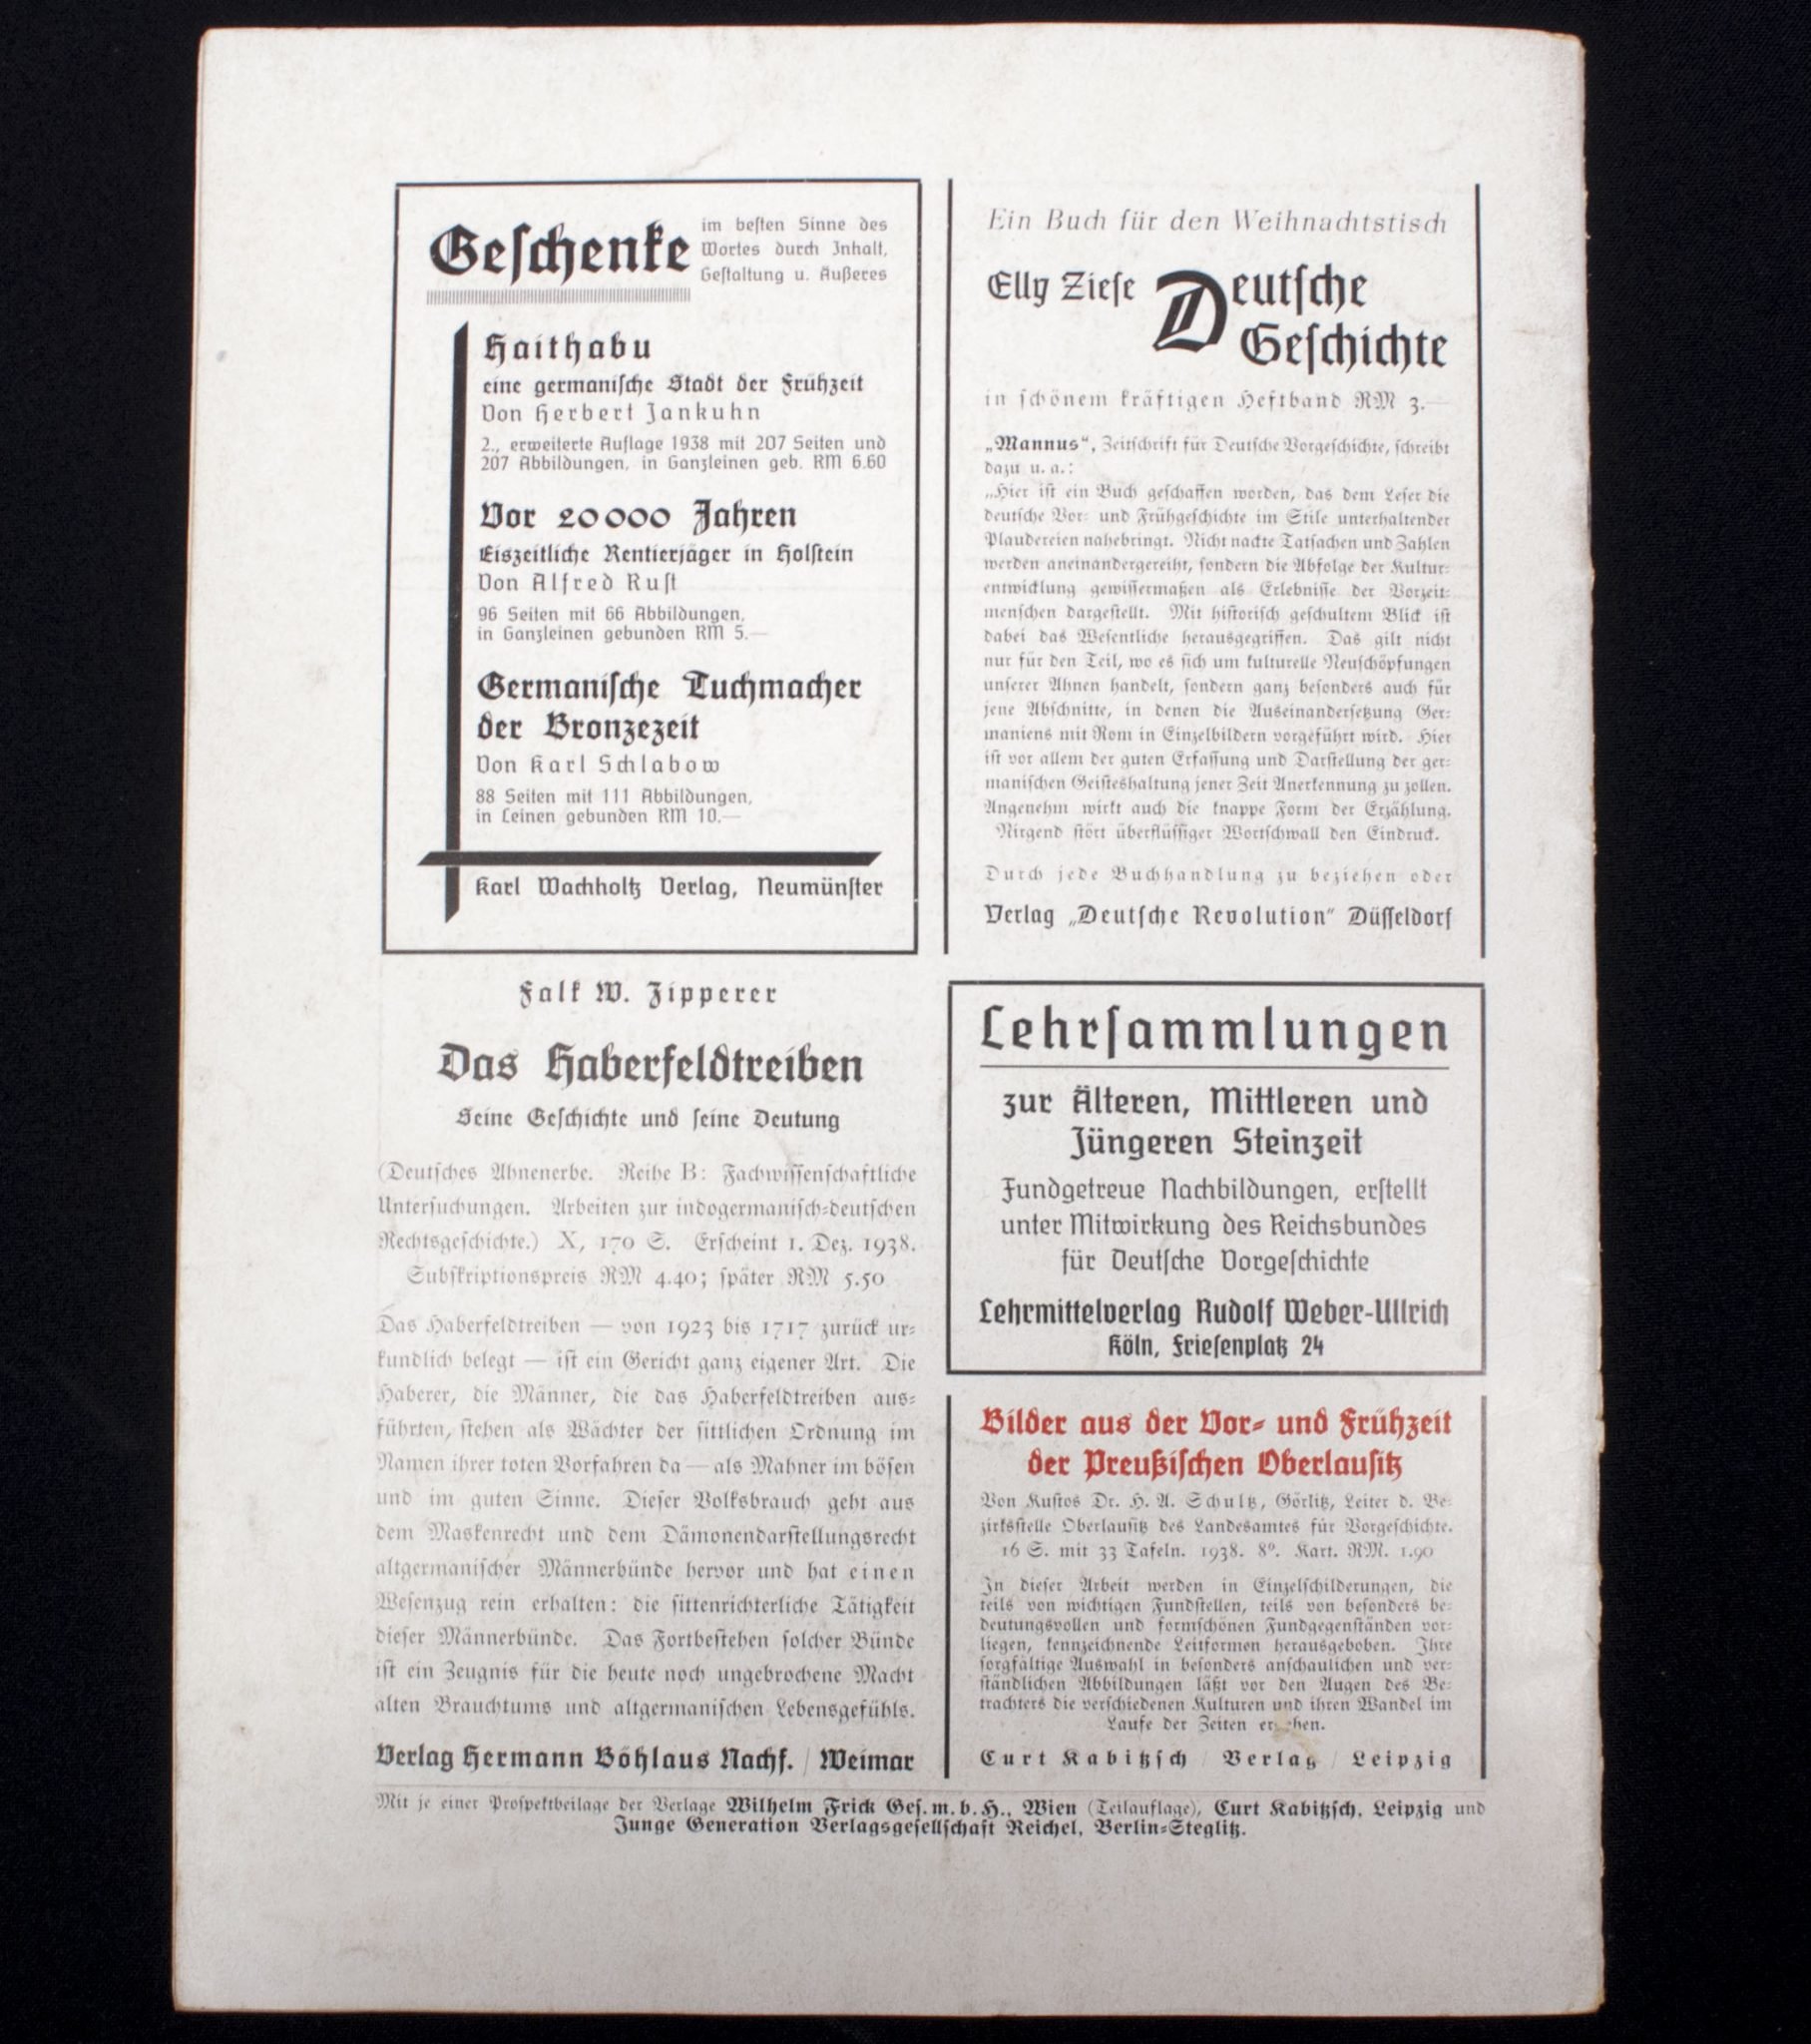 Geschenke
im besten Sinne des
Wortes durch Inhalt,
Gestaltung u. Äußeres
Haithabu
eine germanische Stadt der Frühzeit
Von Herbert Jankuhn
2., erweiterte Auflage 1938 mit 207 Seiten und
207 Abbildungen, in Ganzleinen geb. RM 6.60
Vor 20000 Jahren
Eiszeitliche Rentierjäger in Holstein
Von Alfred Rust
96 Seiten mit 66 Abbildungen,
in Ganzleinen gebunden RM 5.—
Germanische Tuchmacher
der Bronzezeit
Von Karl Schlabow
88 Seiten mit 111 Abbildungen,
in Leinen gebunden RM 10.—
Karl Wachholtz Verlag, Neumünster
Ein Buch für den Weihnachtstisch
Elly Ziese Deutsche
Geschichte
in schönem kräftigen Heftband RM 3.—
„Mannus“, Zeitschrift für Deutsche Vorgeschichte, schreibt
dazu u. a.:
„Hier ist ein Buch geschaffen worden, das dem Leser die
deutsche Vor- und Frühgeschichte im Stile unterhaltender
Plaudereien nahebringt. Nicht nackte Tatsachen und Zahlen
werden aneinandergereiht, sondern die Abfolge der Kultur-
entwicklung gewissermaßen als Erlebnisse der Vorzeit-
menschen dargestellt. Mit historisch geschultem Blick ist
dabei das Wesentliche herausgegriffen. Das gilt nicht
nur für den Teil, wo es sich um kulturelle Neuschöpfungen
unserer Ahnen handelt, sondern ganz besonders auch für
jene Abschnitte, in denen die Auseinandersetzung Ger-
maniens mit Rom in Einzelbildern vorgeführt wird. Hier
ist vor allem der guten Erfassung und Darstellung der ger-
manischen Geisteshaltung jener Zeit Anerkennung zu zollen.
Angenehm wirkt auch die knappe Form der Erzählung.
Nirgend stört überflüssiger Wortschwall den Eindruck.
Durch jede Buchhandlung zu beziehen oder
Verlag „Deutsche Revolution“ Düsseldorf
Falk W. Zipperer
Das Haberfeldtreiben
Seine Geschichte und seine Deutung
(Deutsches Ahnenerbe. Reihe B: Fachwissenschaftliche
Untersuchungen. Arbeiten zur indogermanisch-deutschen
Rechtsgeschichte.) X, 170 S. Erscheint 1. Dez. 1938.
Subskriptionspreis RM 4.40; später RM 5.50
Das Haberfeldtreiben — von 1923 bis 1717 zurück ur-
kundlich belegt — ist ein Gericht ganz eigener Art. Die
Haberer, die Männer, die das Haberfeldtreiben aus-
führten, stehen als Wächter der sittlichen Ordnung im
Namen ihrer toten Vorfahren da — als Mahner im bösen
und im guten Sinne. Dieser Volksbrauch geht aus
dem Maskenrecht und dem Dämonendarstellungsrecht
altgermanischer Männerbünde hervor und hat einen
Wesenzug rein erhalten: die sittenrichterliche Tätigkeit
dieser Männerbünde. Das Fortbestehen solcher Bünde
ist ein Zeugnis für die heute noch ungebrochene Macht
alten Brauchtums und altgermanischen Lebensgefühls.
Verlag Hermann Böhlaus Nachf. / Weimar
Lehrsammlungen
zur Älteren, Mittleren und
Jüngeren Steinzeit
Fundgetreue Nachbildungen, erstellt
unter Mitwirkung des Reichsbundes
für Deutsche Vorgeschichte
Lehrmittelverlag Rudolf Weber-Ullrich
Köln, Friesenplatz 24
Bilder aus der Vor- und Frühzeit
der Preußischen Oberlausitz
Von Kustos Dr. H. A. Schultz, Görlitz, Leiter d. Be-
zirksstelle Oberlausitz des Landesamtes für Vorgeschichte.
16 S. mit 33 Tafeln. 1938. 8°. Kart. RM. 1.90
In dieser Arbeit werden in Einzelschilderungen, die
teils von wichtigen Fundstellen, teils von besonders be-
deutungsvollen und formschönen Fundgegenständen vor-
liegen, kennzeichnende Leitformen herausgehoben. Ihre
sorgfältige Auswahl in besonders anschaulichen und ver-
ständlichen Abbildungen läßt vor den Augen des Be-
trachters die verschiedenen Kulturen und ihren Wandel im
Laufe der Zeiten
Curt Kabitzsch / Verlag / Leipzig
Mit je einer Prospektbeilage der Verlage Wilhelm Frick Ges. m. b. H., Wien (Teilauflage), Curt Kabitzsch, Leipzig und
Junge Generation Verlagsgesellschaft Reichel, Berlin-Steglitz.